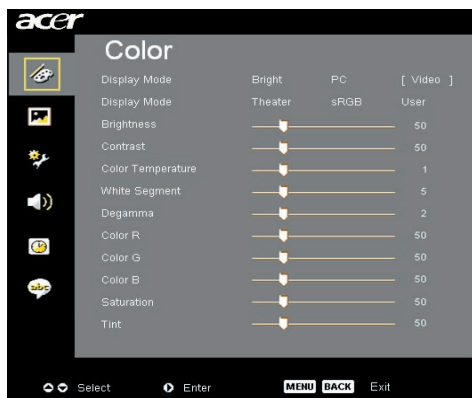 acer
Color
Display Mode Bright PC [ Video ]
Display Mode Theater sRGB User
Brightness 50
Contrast 50
Color Temperature 1
White Segment 5
Degamma 2
Color R 50
Color G 50
Color B 50
Saturation 50
Tint 50
abc
Select Enter MENU BACK Exit